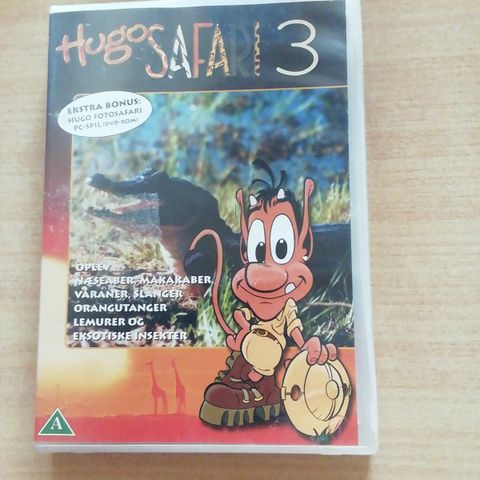 Hugos SAFARI 3
EKSTRA BONUS:
HUGO FOTOSAFARI
PC-SPIL (DVD-ROM)
OPLEV...
NÆSEABER, MAKAKABER,
VARANER, SLANGER
ORANGUTANGER
LEMURER OG
EKSOTISKE INSEKTER
A